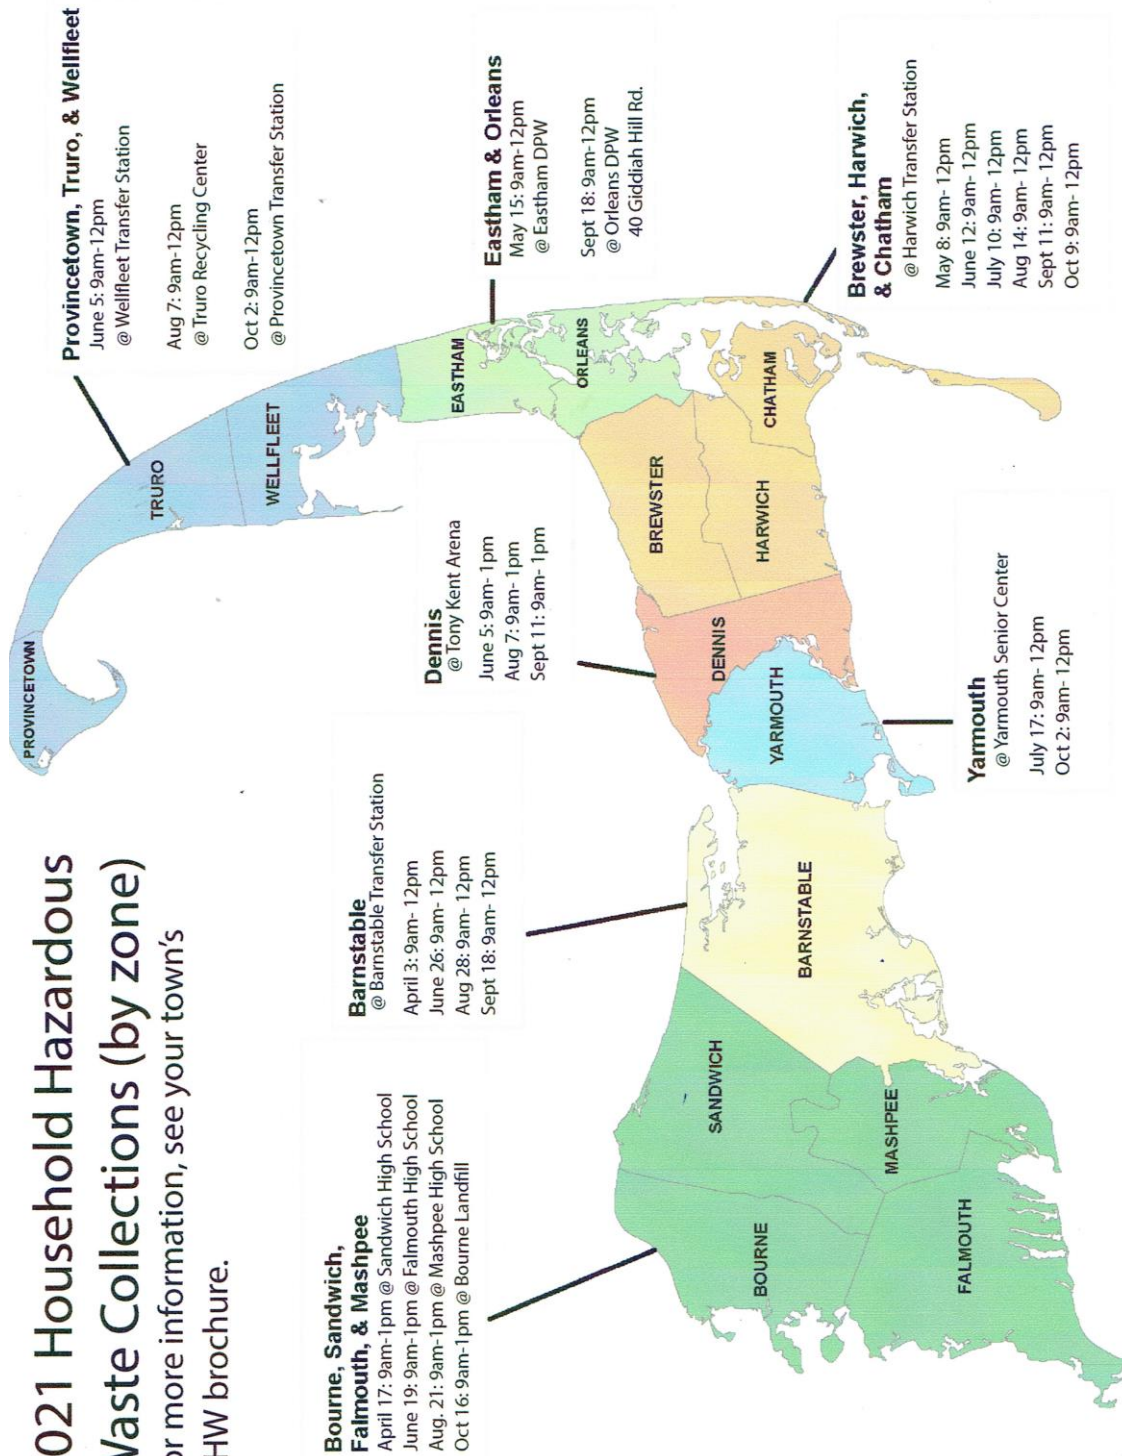 021 Household Hazardous
Waste Collections (by zone)
or more information, see your town's
HW brochure.
Bourne, Sandwich,
Falmouth, & Mashpee
April 17: 9am-1pm @ Sandwich High School
June 19: 9am-1pm @ Falmouth High School
Aug. 21: 9am-1pm @ Mashpee High School
Oct 16: 9am-1pm @ Bourne Landfill
Barnstable
@ Barnstable Transfer Station
April 3: 9am- 12pm
June 26: 9am- 12pm
Aug 28: 9am- 12pm
Sept 18: 9am- 12pm
Dennis
@ Tony Kent Arena
June 5: 9am- 1pm
Aug 7: 9am- 1pm
Sept 11: 9am- 1pm
Provincetown, Truro, & Wellfleet
June 5: 9am-12pm
@ Wellfleet Transfer Station
Aug 7: 9am-12pm
@ Truro Recycling Center
Oct 2: 9am-12pm
@ Provincetown Transfer Station
Eastham & Orleans
May 15: 9am-12pm
@ Eastham DPW
Sept 18: 9am-12pm
@ Orleans DPW
40 Giddiah Hill Rd.
Brewster, Harwich,
& Chatham
@ Harwich Transfer Station
May 8: 9am- 12pm
June 12: 9am- 12pm
July 10: 9am- 12pm
Aug 14: 9am-12pm
Sept 11: 9am- 12pm
Oct 9: 9am- 12pm
Yarmouth
@ Yarmouth Senior Center
July 17: 9am- 12pm
Oct 2: 9am- 12pm
PROVINCETOWN
TRURO
WELLFLEET
EASTHAM
ORLEANS
BREWSTER
HARWICH
CHATHAM
DENNIS
YARMOUTH
BARNSTABLE
SANDWICH
MASHPEE
BOURNE
FALMOUTH